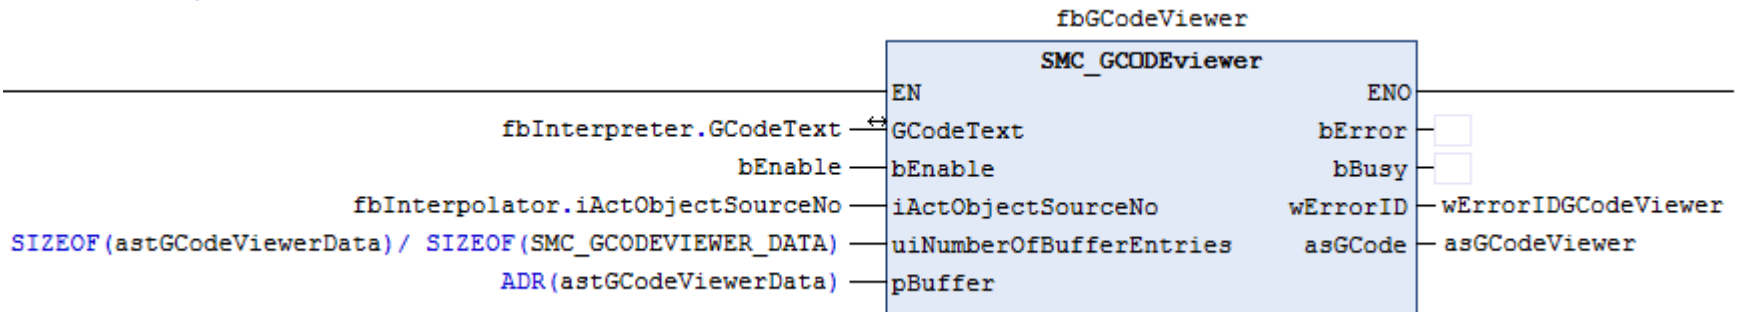 fbGCodeViewer
SMC_GCODEviewer
EN ENO
fbInterpreter.GCodeText GCodeText bError
bEnable bEnable bBusy
fbInterpolator.iActObjectSourceNo iActObjectSourceNo wErrorID wErrorIDGCodeViewer
SIZEOF(astGCodeViewerData)/ SIZEOF(SMC_GCODEVIEWER_DATA) uiNumberOfBufferEntries asGCode asGCodeViewer
ADR(astGCodeViewerData) pBuffer